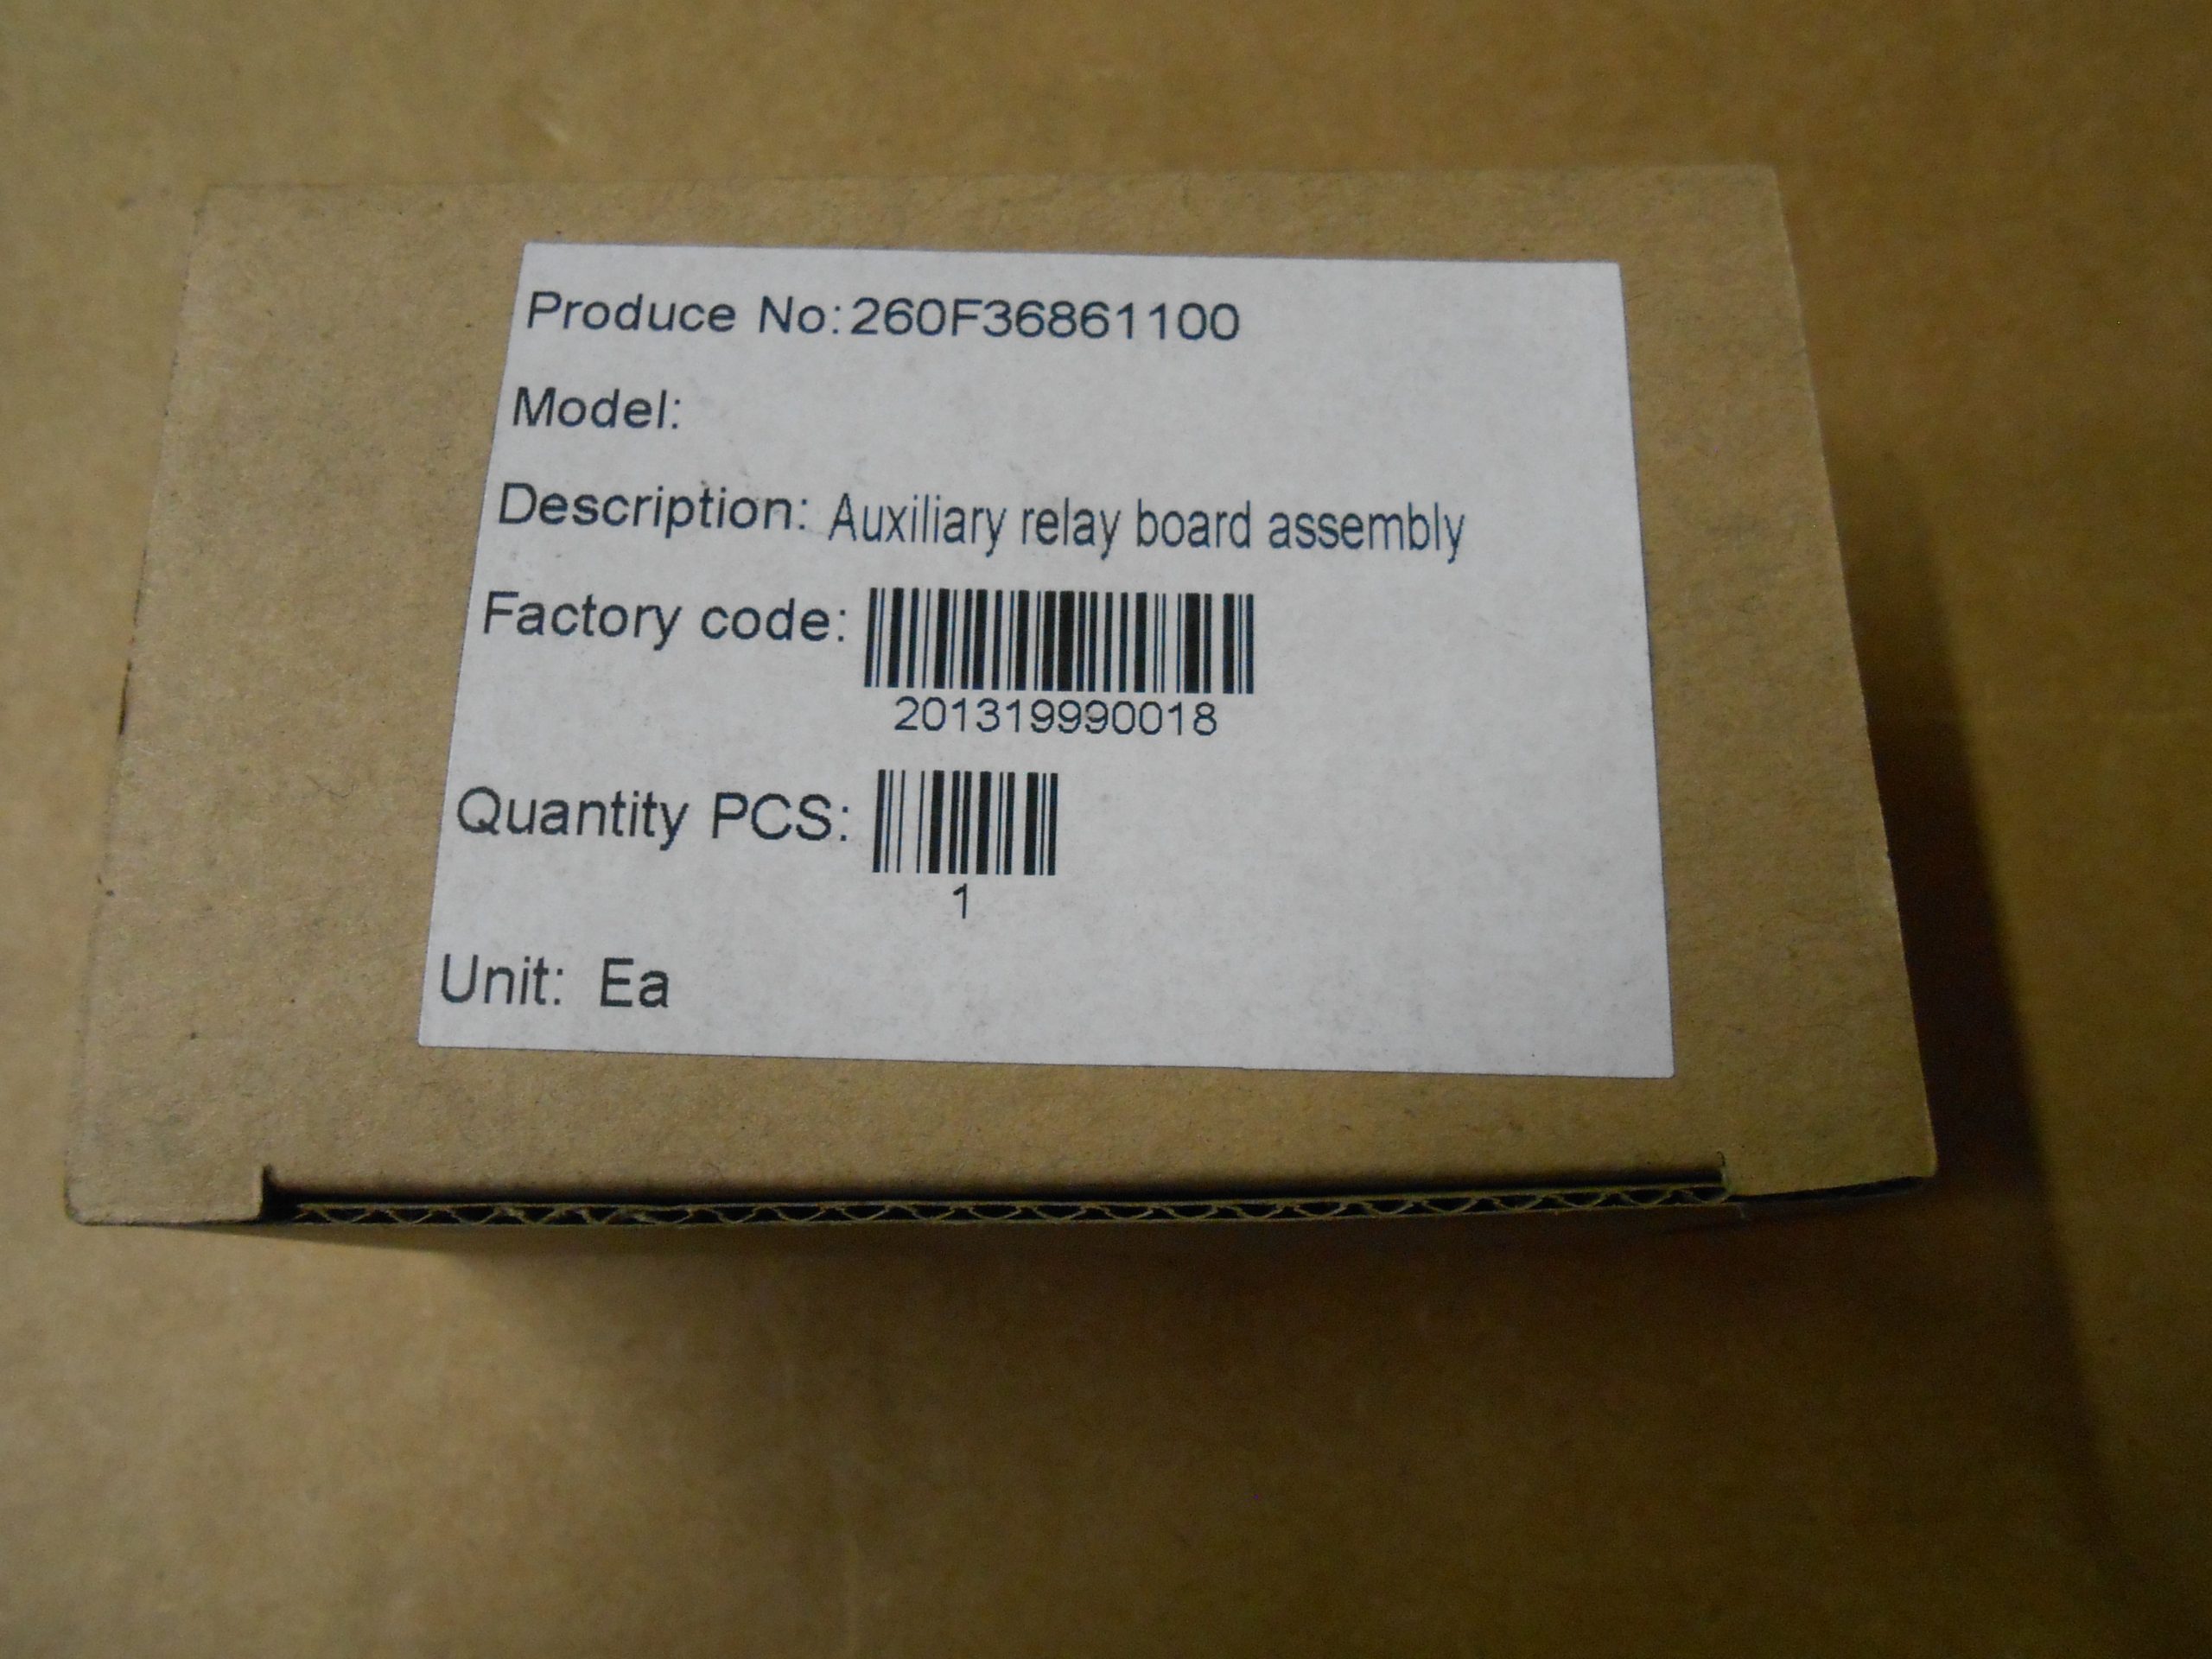 Produce No:260F36861100
Model:
Description: Auxiliary relay board assembly
Factory code:
201319990018
Quantity PCS:
1
Unit: Ea